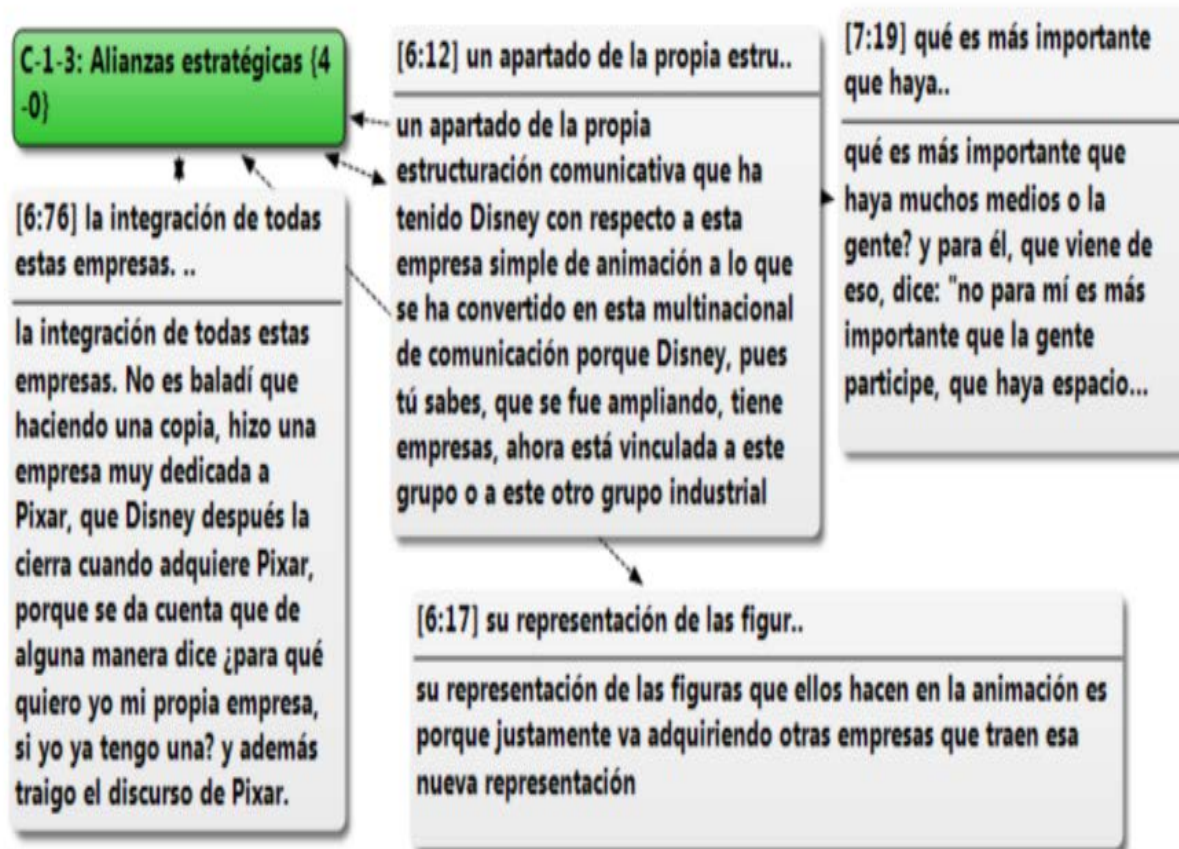 C-1-3: Alianzas estratégicas {4
-0}
[6:76] la integración de todas
estas empresas. ..
la integración de todas estas
empresas. No es baladí que
haciendo una copia, hizo una
empresa muy dedicada a
Pixar, que Disney después la
cierra cuando adquiere Pixar,
porque se da cuenta que de
alguna manera dice ¿para qué
quiero yo mi propia empresa,
si yo ya tengo una? y además
traigo el discurso de Pixar.
[6:12] un apartado de la propia estru..
un apartado de la propia
estructuración comunicativa que ha
tenido Disney con respecto a esta
empresa simple de animación a lo que
se ha convertido en esta multinacional
de comunicación porque Disney, pues
tú sabes, que se fue ampliando, tiene
empresas, ahora está vinculada a este
grupo o a este otro grupo industrial
[7:19] qué es más importante
que haya..
qué es más importante que
haya muchos medios o la
gente? y para él, que viene de
eso, dice: "no para mí es más
importante que la gente
participe, que haya espacio...
[6:17] su representación de las figur..
su representación de las figuras que ellos hacen en la animación es
porque justamente va adquiriendo otras empresas que traen esa
nueva representación